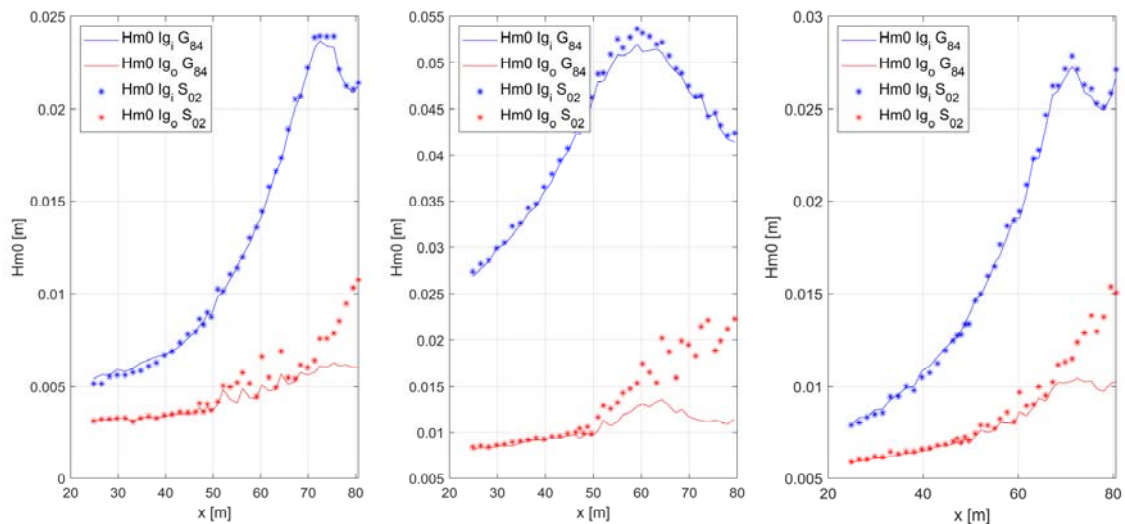 0.025
0.02
0.015
0.01
0.005
0
Hm0 [m]
20 30 40 50 60 70 80
x [m]
Hm0 Ig_i G_84
Hm0 Ig_o G_84
Hm0 Ig_i S_02
Hm0 Ig_o S_02
0.055
0.05
0.045
0.04
0.035
0.03
0.025
0.02
0.015
0.01
0.005
Hm0 [m]
20 30 40 50 60 70 80
x [m]
Hm0 Ig_i G_84
Hm0 Ig_o G_84
Hm0 Ig_i S_02
Hm0 Ig_o S_02
0.03
0.025
0.02
0.015
0.01
0.005
Hm0 [m]
20 40 60 80
x [m]
Hm0 Ig_i G_84
Hm0 Ig_o G_84
Hm0 Ig_i S_02
Hm0 Ig_o S_02